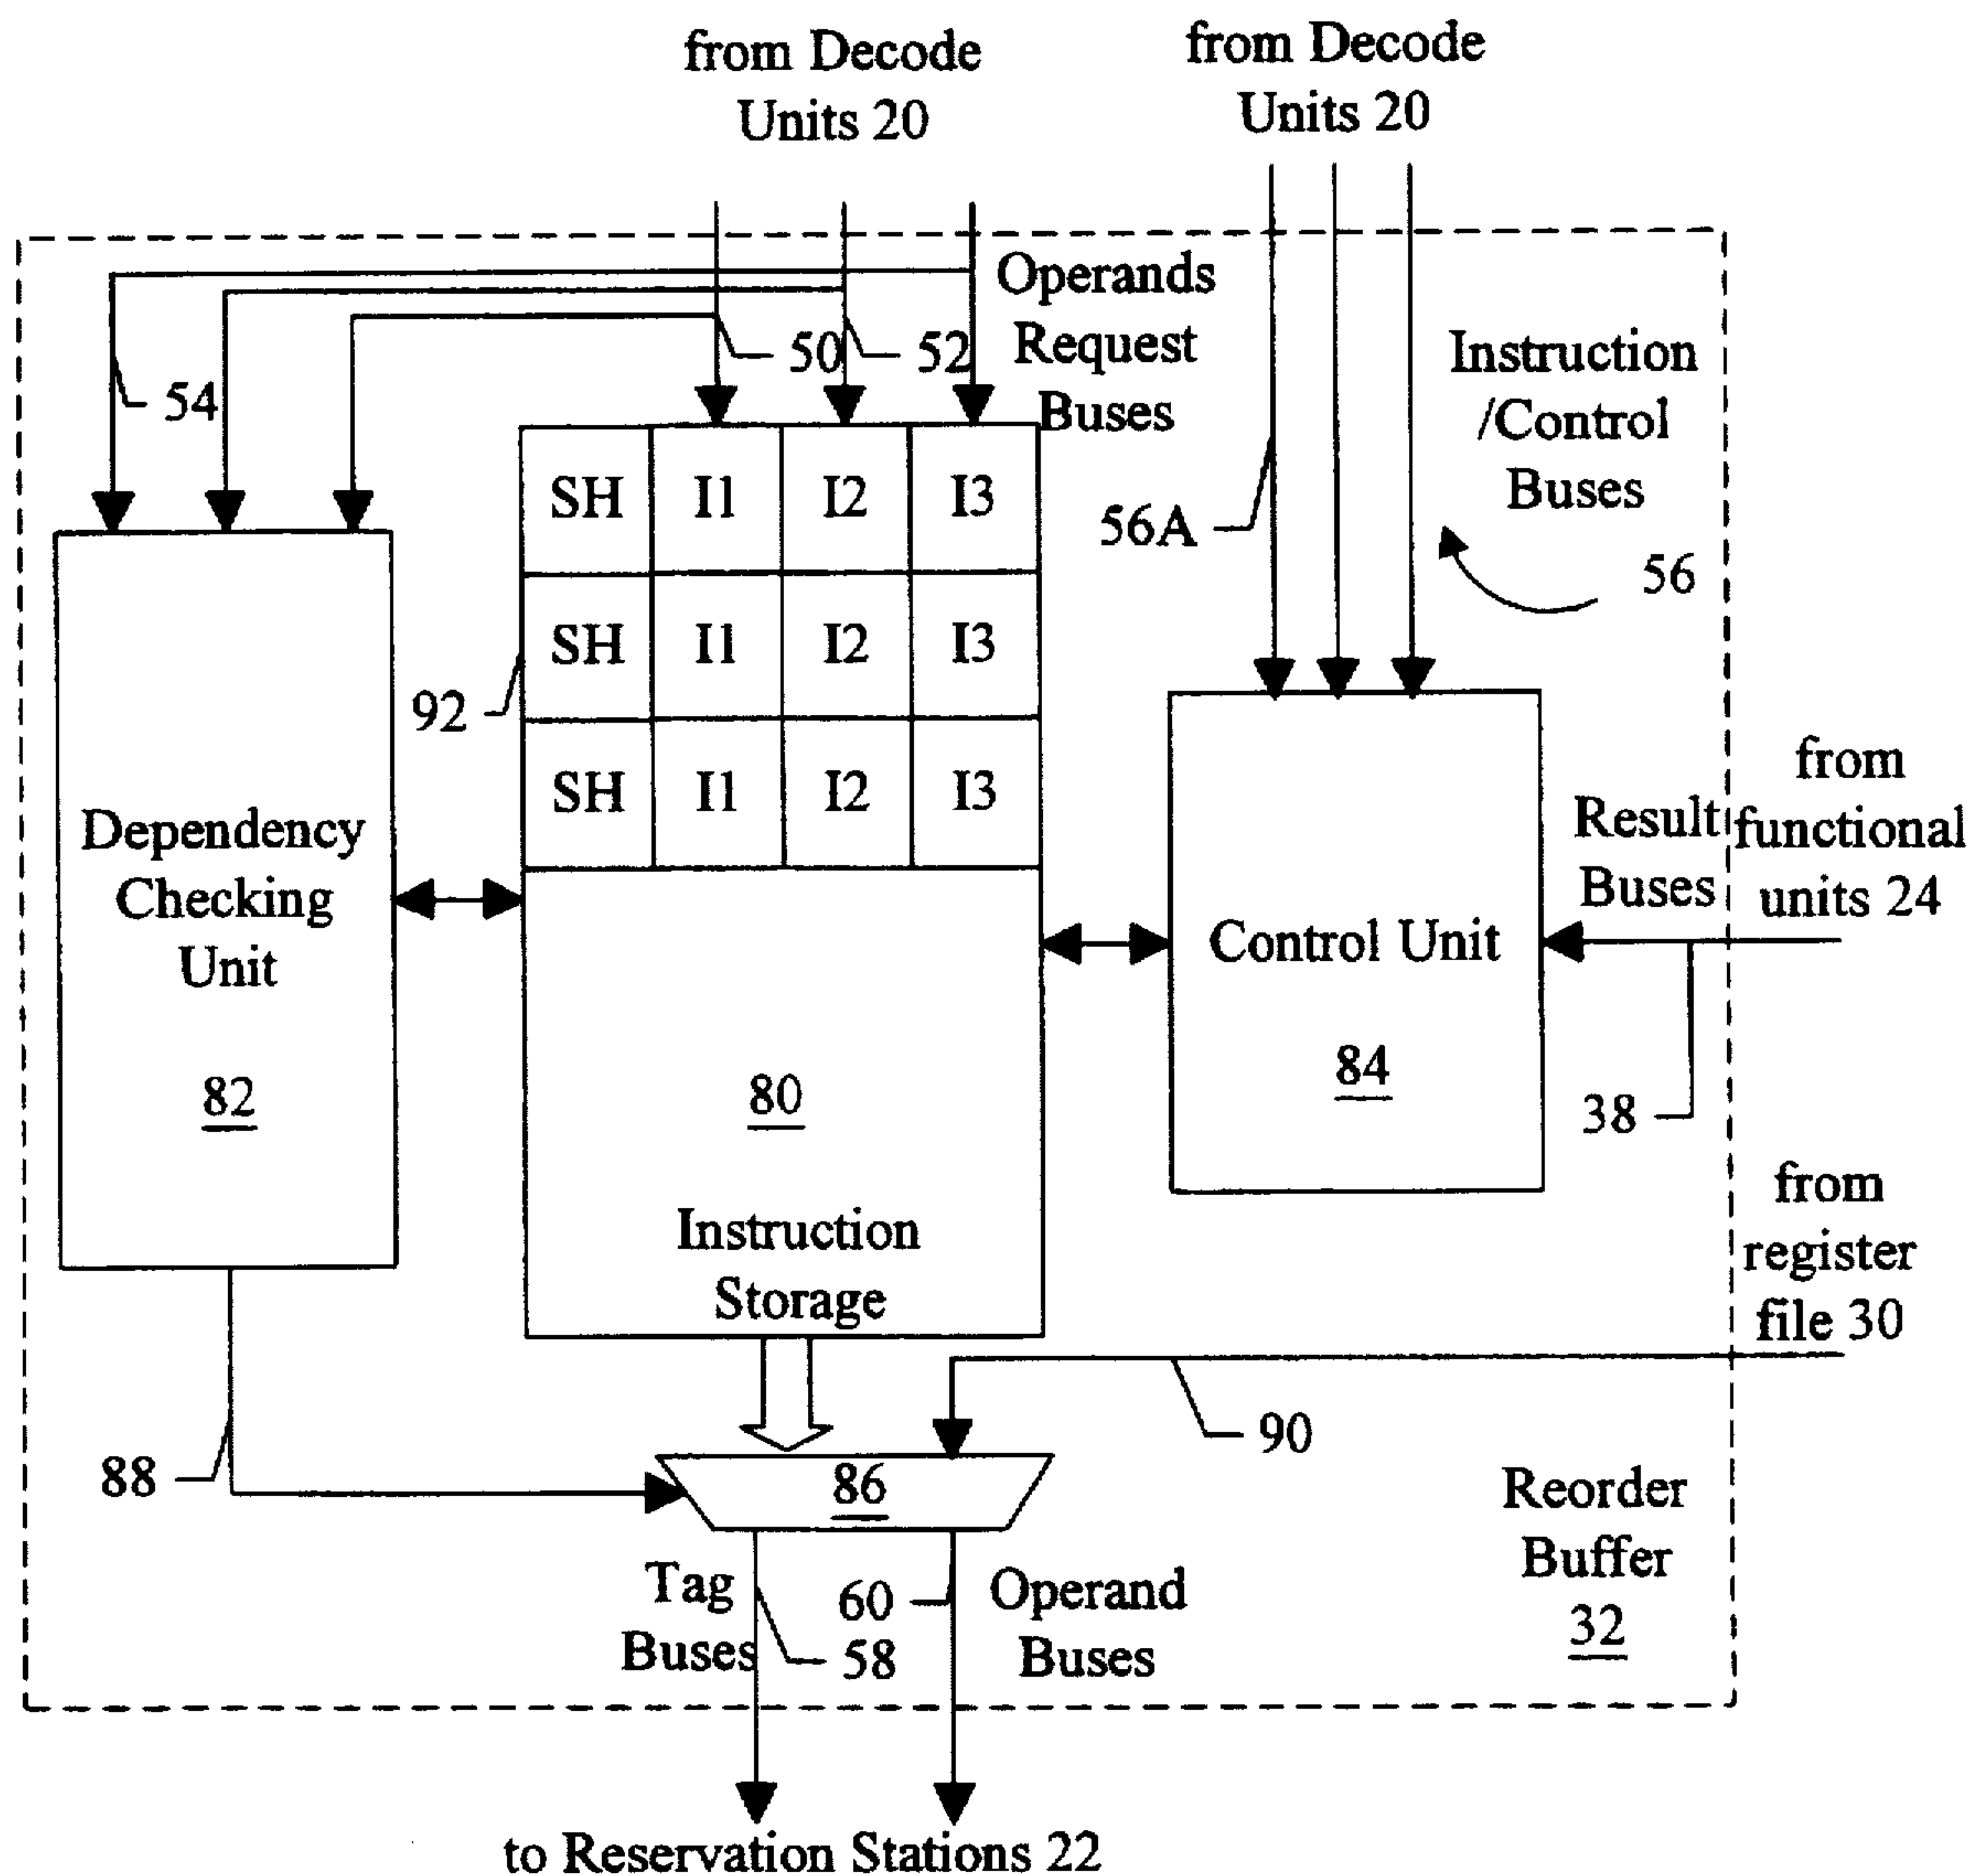 from Decode
Units 20
from Decode
Units 20
Operands
Request
Buses
50
52
54
Instruction
/Control
Buses
56A
56
SH I1 I2 I3
SH I1 I2 I3
SH I1 I2 I3
92
Dependency
Checking
Unit
82
80
Instruction
Storage
Control Unit
84
Result
Buses
from
functional
units 24
38
from
register
file 30
90
88
86
Tag
Buses
58
60
Operand
Buses
Reorder
Buffer
32
to Reservation Stations 22